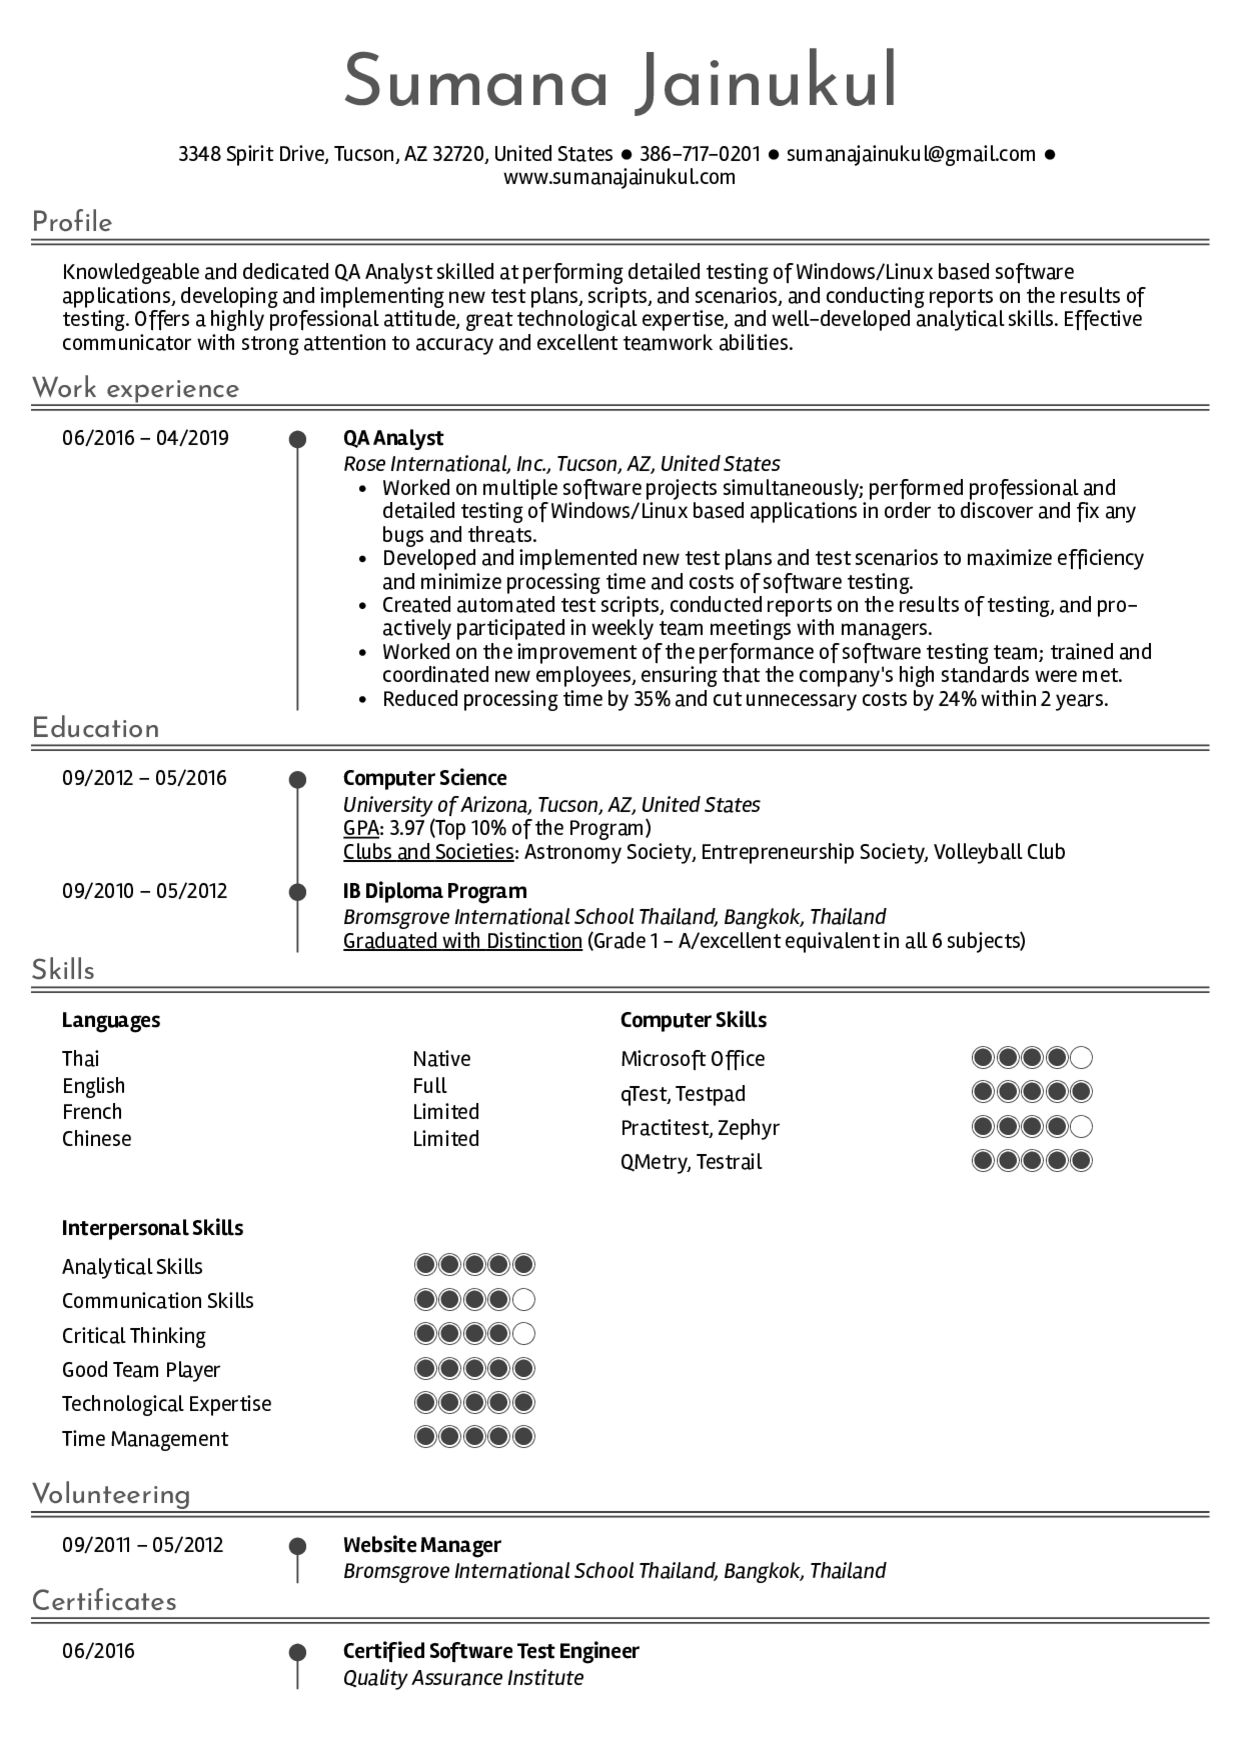 Sumana Jainukul
3348 Spirit Drive, Tucson, AZ 32720, United States ● 386-717-0201 ● sumanajainukul@gmail.com ●
www.sumanajainukul.com
Profile
Knowledgeable and dedicated QA Analyst skilled at performing detailed testing of Windows/Linux based software
applications, developing and implementing new test plans, scripts, and scenarios, and conducting reports on the results of
testing. Offers a highly professional attitude, great technological expertise, and well-developed analytical skills. Effective
communicator with strong attention to accuracy and excellent teamwork abilities.
Work experience
06/2016 – 04/2019
QA Analyst
Rose International, Inc., Tucson, AZ, United States
• Worked on multiple software projects simultaneously; performed professional and
detailed testing of Windows/Linux based applications in order to discover and fix any
bugs and threats.
• Developed and implemented new test plans and test scenarios to maximize efficiency
and minimize processing time and costs of software testing.
• Created automated test scripts, conducted reports on the results of testing, and pro-
actively participated in weekly team meetings with managers.
• Worked on the improvement of the performance of software testing team; trained and
coordinated new employees, ensuring that the company's high standards were met.
• Reduced processing time by 35% and cut unnecessary costs by 24% within 2 years.
Education
09/2012 – 05/2016
Computer Science
University of Arizona, Tucson, AZ, United States
GPA: 3.97 (Top 10% of the Program)
Clubs and Societies: Astronomy Society, Entrepreneurship Society, Volleyball Club
09/2010 – 05/2012
IB Diploma Program
Bromsgrove International School Thailand, Bangkok, Thailand
Graduated with Distinction (Grade 1 - A/excellent equivalent in all 6 subjects)
Skills
Languages
Thai Native
English Full
French Limited
Chinese Limited
Computer Skills
Microsoft Office
qTest, Testpad
Practitest, Zephyr
QMetry, Testrail
Interpersonal Skills
Analytical Skills
Communication Skills
Critical Thinking
Good Team Player
Technological Expertise
Time Management
Volunteering
09/2011 – 05/2012
Website Manager
Bromsgrove International School Thailand, Bangkok, Thailand
Certificates
06/2016
Certified Software Test Engineer
Quality Assurance Institute